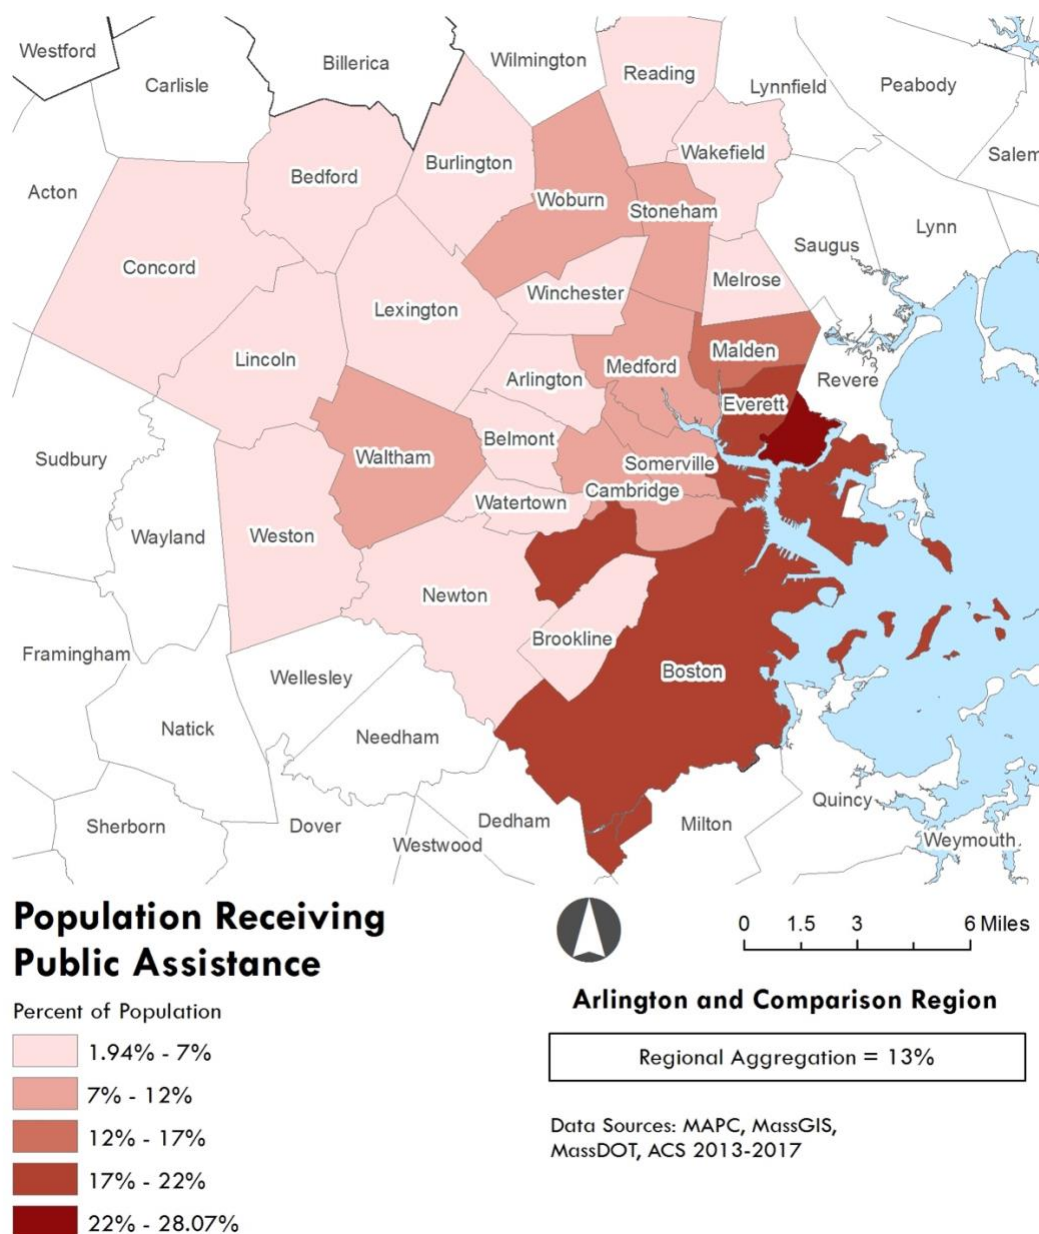 Westford
Carlisle
Billerica
Wilmington
Reading
Lynnfield
Peabody
Salem
Acton
Bedford
Burlington
Wakefield
Woburn
Stoneham
Lynn
Saugus
Concord
Lexington
Winchester
Melrose
Lincoln
Arlington
Medford
Malden
Revere
Everett
Sudbury
Waltham
Belmont
Somerville
Cambridge
Watertown
Wayland
Weston
Newton
Brookline
Boston
Framingham
Wellesley
Natick
Needham
Sherborn
Dover
Westwood
Dedham
Milton
Quincy
Weymouth
Population Receiving
Public Assistance
Percent of Population
1.94% - 7%
7% - 12%
12% - 17%
17% - 22%
22% - 28.07%
0 1.5 3 6 Miles
Arlington and Comparison Region
Regional Aggregation = 13%
Data Sources: MAPC, MassGIS,
MassDOT, ACS 2013-2017